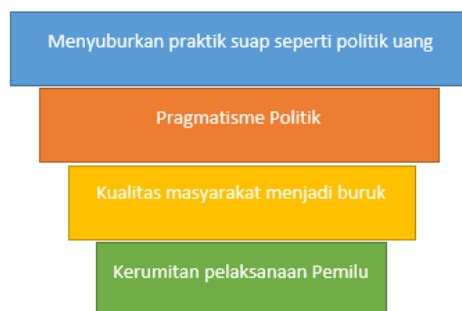 Menyuburkan praktik suap seperti politik uang
Pragmatisme Politik
Kualitas masyarakat menjadi buruk
Kerumitan pelaksanaan Pemilu